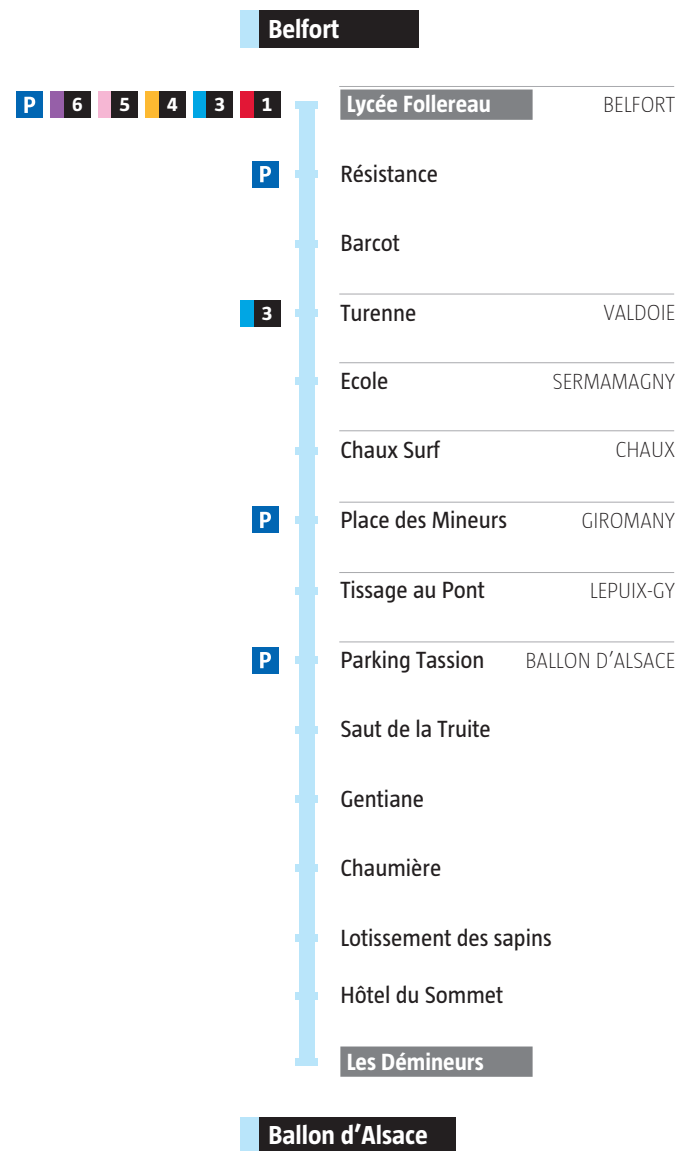 Belfort
P 6 5 4 3 1 Lycée Follereau BELFORT
P Résistance
Barcot
3 Turenne VALDOIE
Ecole SERMAMAGNY
Chaux Surf CHAUX
P Place des Mineurs GIROMANY
Tissage au Pont LEPUIX-GY
P Parking Tassion BALLON D’ALSACE
Saut de la Truite
Gentiane
Chaumière
Lotissement des sapins
Hôtel du Sommet
Les Démineurs
Ballon d’Alsace